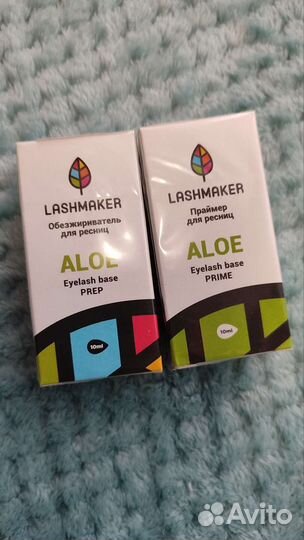 LASHMAKER
Обезжириватель
для ресниц
ALOE
Eyelash base
PREP
10ml
LASHMAKER
Праймер
для ресниц
ALOE
Eyelash base
PRIME
10ml
Avito